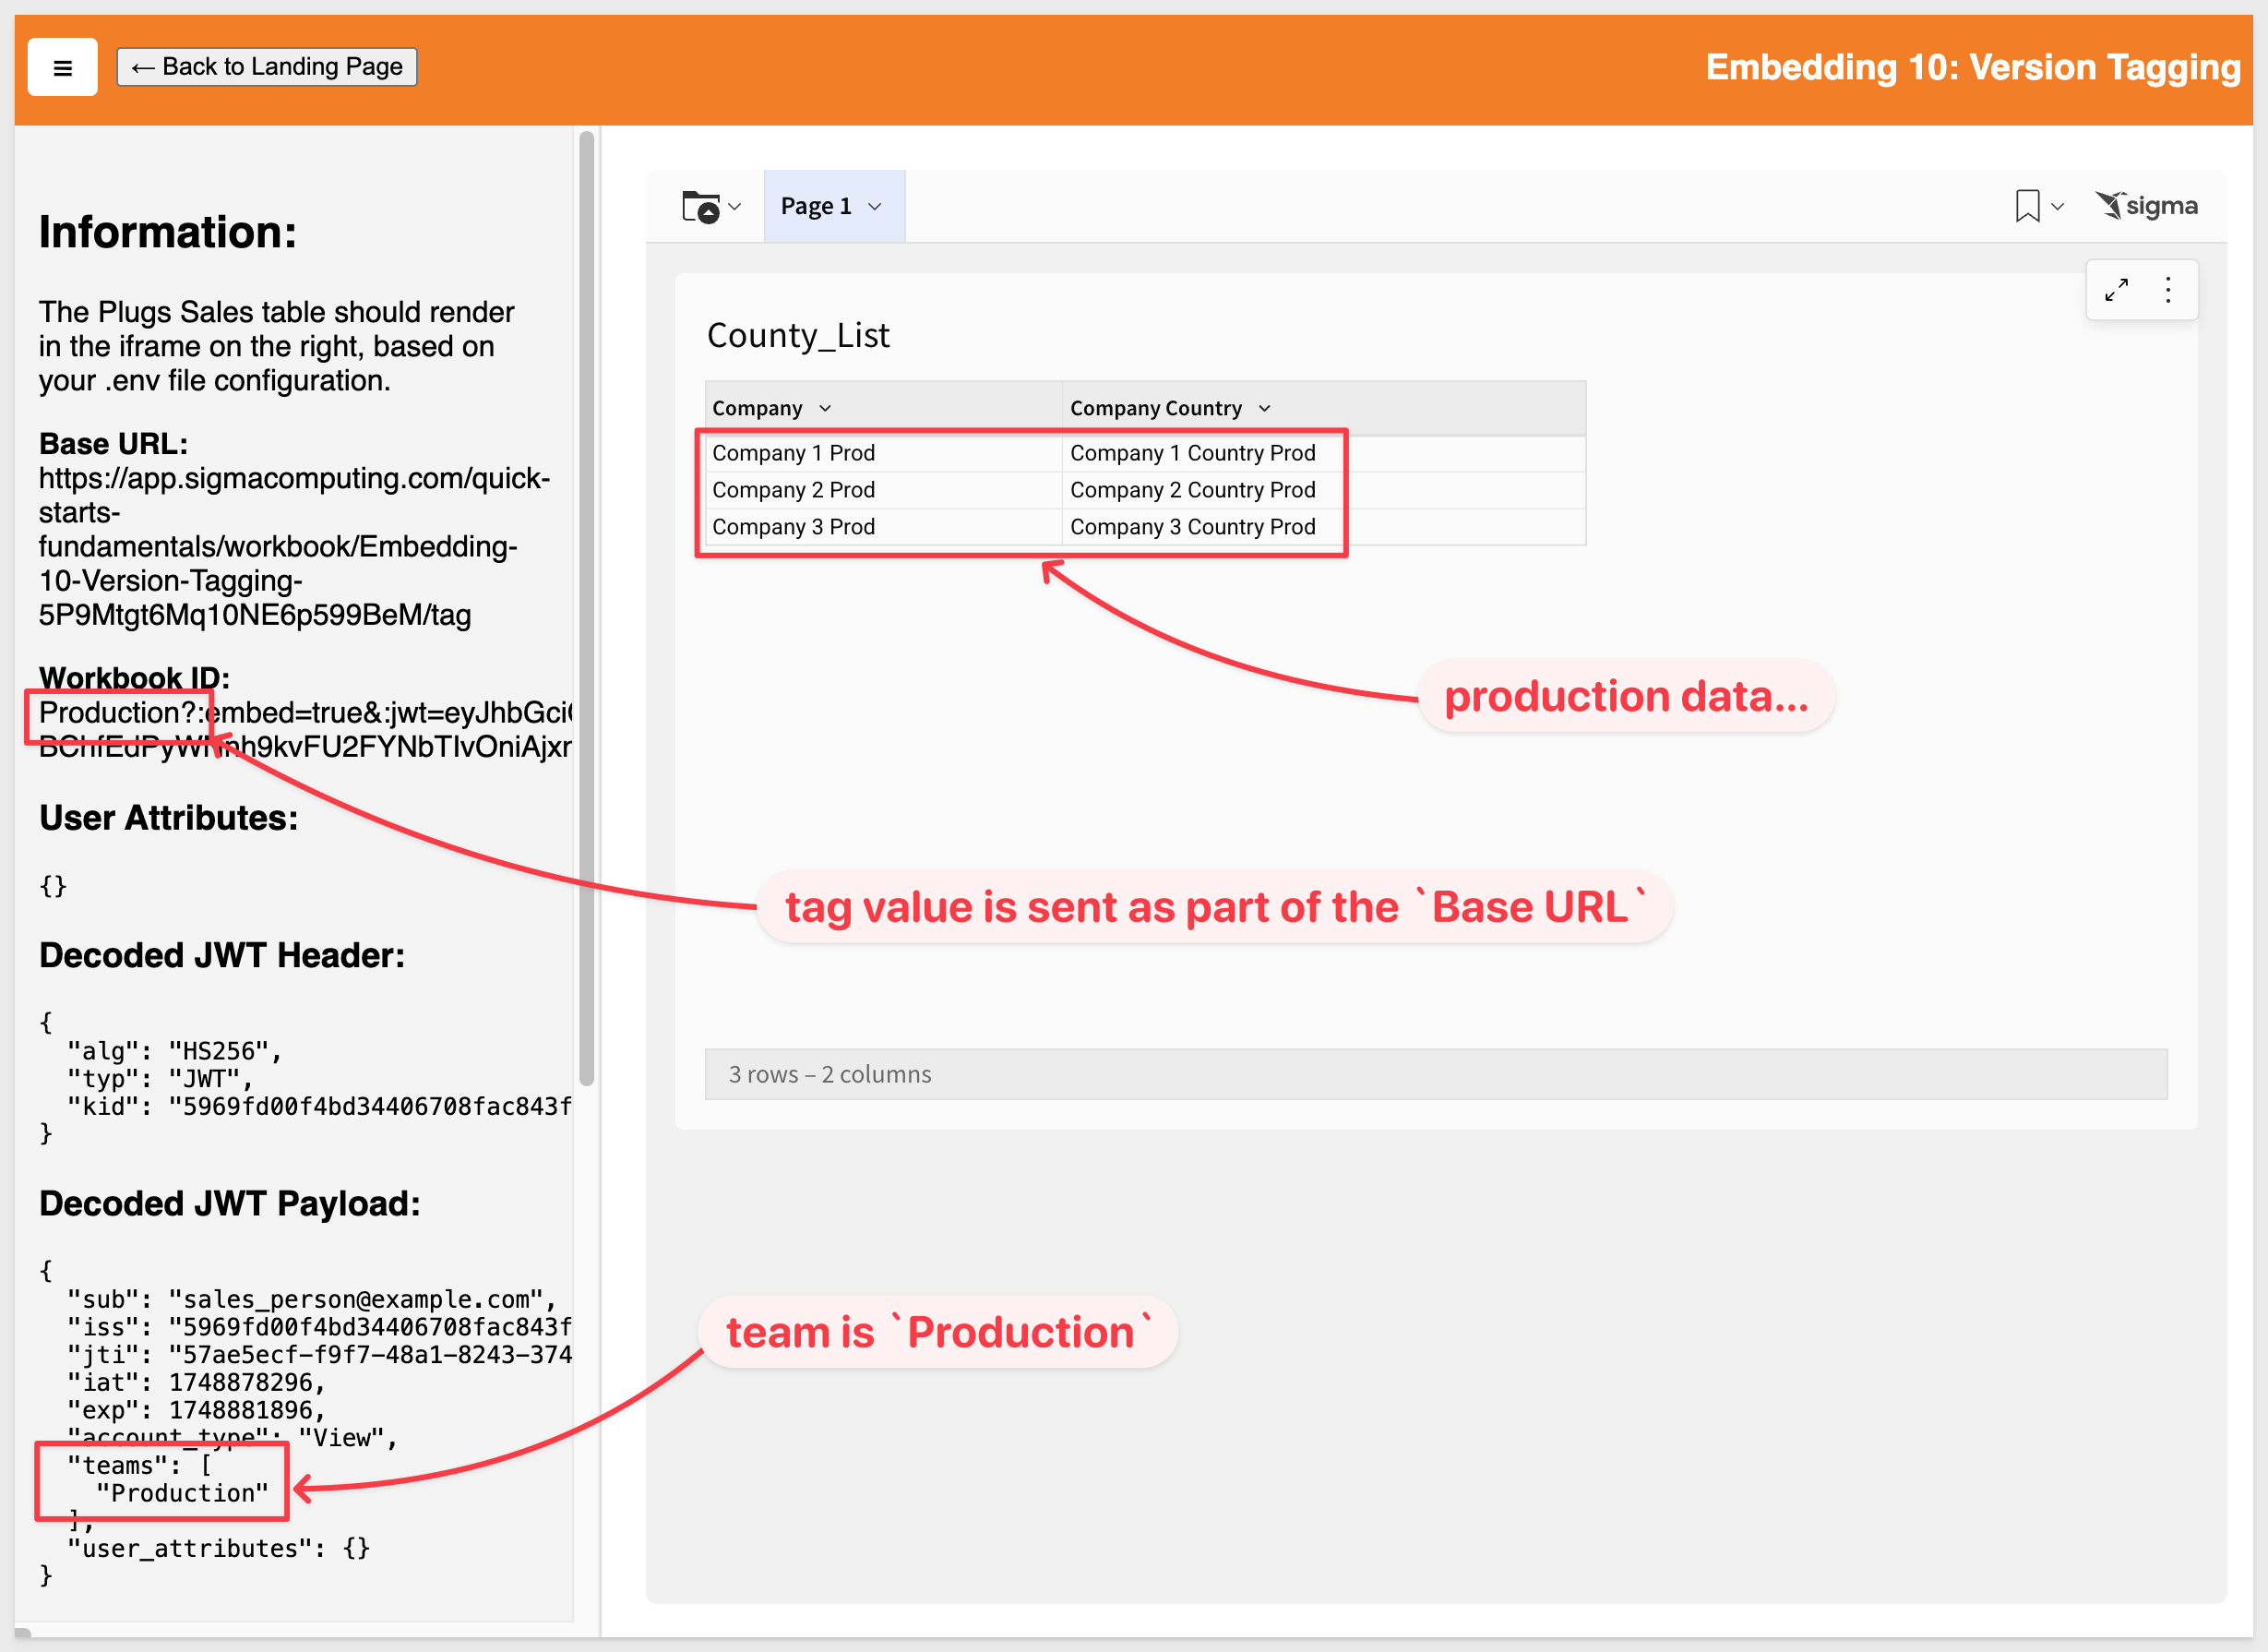 ← Back to Landing Page
Embedding 10: Version Tagging
Information:
The Plugs Sales table should render
in the iframe on the right, based on
your .env file configuration.
Base URL:
https://app.sigmacomputing.com/quick-
starts-
fundamentals/workbook/Embedding-
10-Version-Tagging-
5P9Mtgt6Mq10NE6p599BeM/tag
Workbook ID:
Production?:embed=true&:jwt=eyJhbGci
User Attributes:
{}
Decoded JWT Header:
{
"alg": "HS256",
"typ": "JWT",
"kid": "5969fd00f4bd34406708fac843f
}
Decoded JWT Payload:
{
"sub": "sales_person@example.com",
"iss": "5969fd00f4bd34406708fac843f
"jti": "57ae5ecf-f9f7-48a1-8243-374
"iat": 1748878296,
"exp": 1748881896,
"account_type": "View",
"teams": [
"Production"
],
"user_attributes": {}
}
Page 1
sigma
County_List
Company Company Country
Company 1 Prod Company 1 Country Prod
Company 2 Prod Company 2 Country Prod
Company 3 Prod Company 3 Country Prod
production data...
tag value is sent as part of the `Base URL`
3 rows – 2 columns
team is `Production`